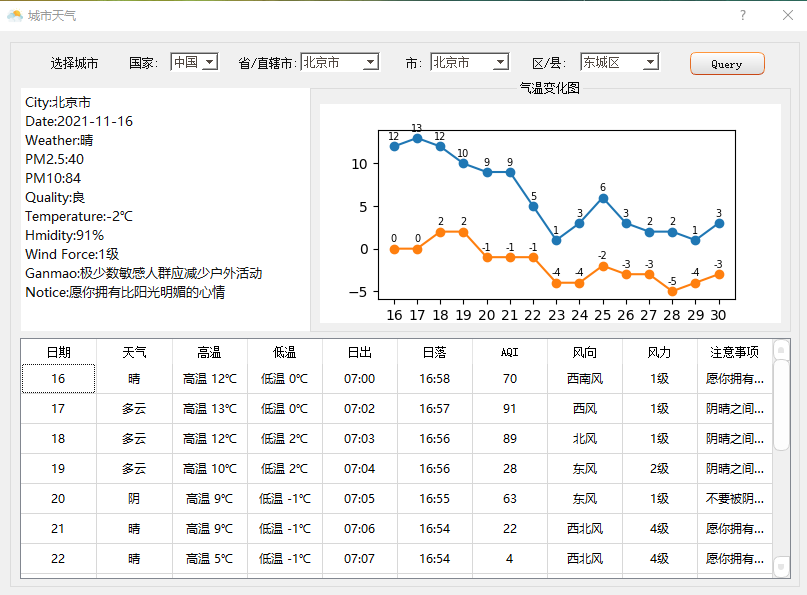 城市天气
选择城市 国家: 中国 省/直辖市: 北京市 市: 北京市 区/县: 东城区 Query
City:北京市
Date:2021-11-16
Weather:晴
PM2.5:40
PM10:84
Quality:良
Temperature:-2℃
Hmidity:91%
Wind Force:1级
Ganmao:极少数敏感人群应减少户外活动
Notice:愿你拥有比阳光明媚的心情
气温变化图
10
5
0
−5
12 13 12 10 9 9 5 1 3 6 3 2 2 1 3
0 0 2 2 -1 -1 -1 -4 -4 -2 -3 -3 -5 -4 -3
16 17 18 19 20 21 22 23 24 25 26 27 28 29 30
日期 天气 高温 低温 日出 日落 AQI 风向 风力 注意事项
16 晴 高温 12℃ 低温 0℃ 07:00 16:58 70 西南风 1级 愿你拥有...
17 多云 高温 13℃ 低温 0℃ 07:02 16:57 91 西风 1级 阴晴之间...
18 多云 高温 12℃ 低温 2℃ 07:03 16:56 89 北风 1级 阴晴之间...
19 多云 高温 10℃ 低温 2℃ 07:04 16:56 28 东风 2级 阴晴之间...
20 阴 高温 9℃ 低温 -1℃ 07:05 16:55 63 东风 1级 不要被阴...
21 晴 高温 9℃ 低温 -1℃ 07:06 16:54 22 西北风 4级 愿你拥有...
22 晴 高温 5℃ 低温 -1℃ 07:07 16:54 4 西北风 4级 愿你拥有...